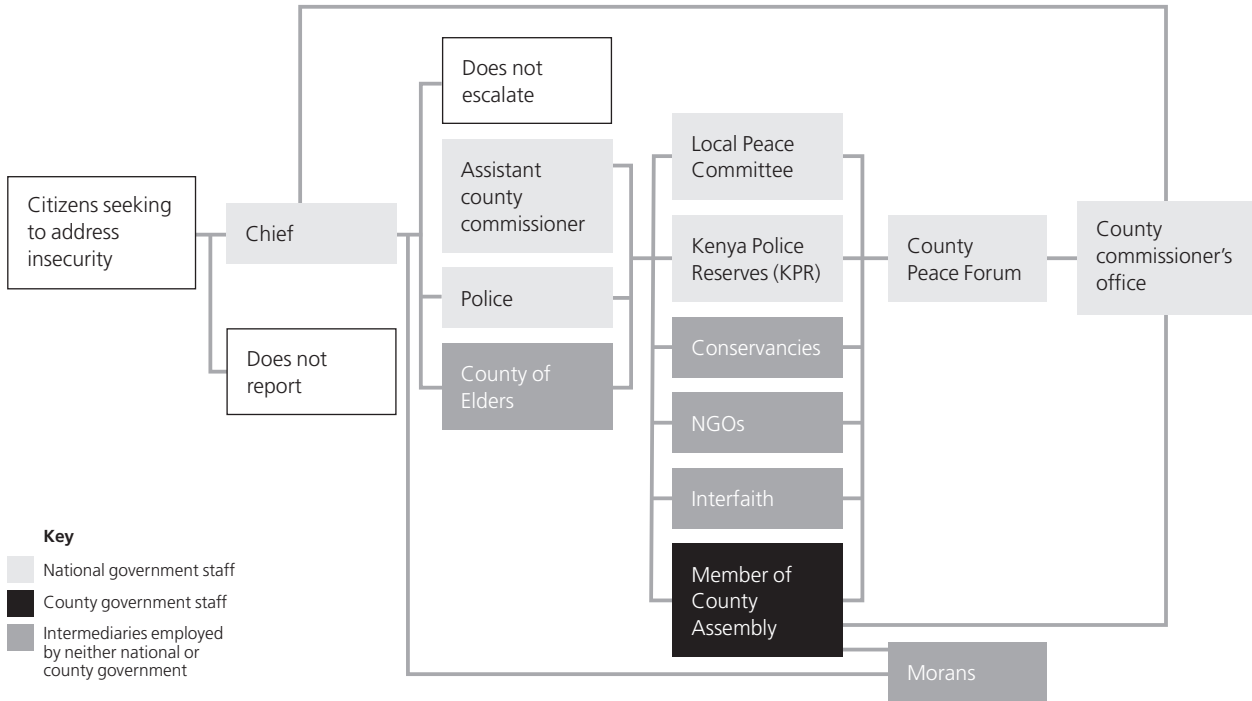 Citizens seeking
to address
insecurity
Chief
Does not
report
Does not
escalate
Assistant
county
commissioner
Police
County of
Elders
Local Peace
Committee
Kenya Police
Reserves (KPR)
Conservancies
NGOs
Interfaith
Member of
County
Assembly
County
Peace Forum
County
commissioner’s
office
Morans
Key
National government staff
County government staff
Intermediaries employed
by neither national or
county government